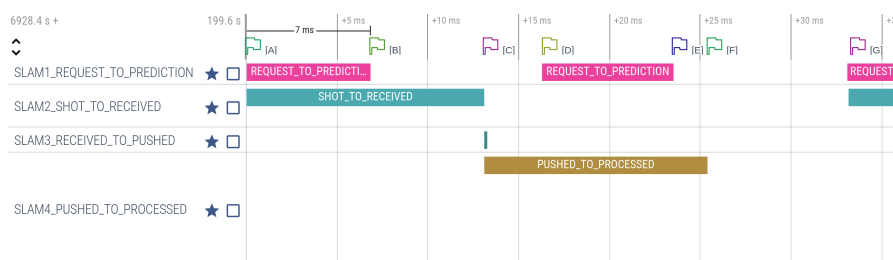 6928.4 s + 199.6 s +5 ms +10 ms +15 ms +20 ms +25 ms +30 ms
7 ms
[A] [B] [C] [D] [E] [F] [G]
SLAM1_REQUEST_TO_PREDICTION REQUEST_TO_PREDICTI... REQUEST_TO_PREDICTION REQUEST
SLAM2_SHOT_TO_RECEIVED SHOT_TO_RECEIVED
SLAM3_RECEIVED_TO_PUSHED
PUSHED_TO_PROCESSED
SLAM4_PUSHED_TO_PROCESSED